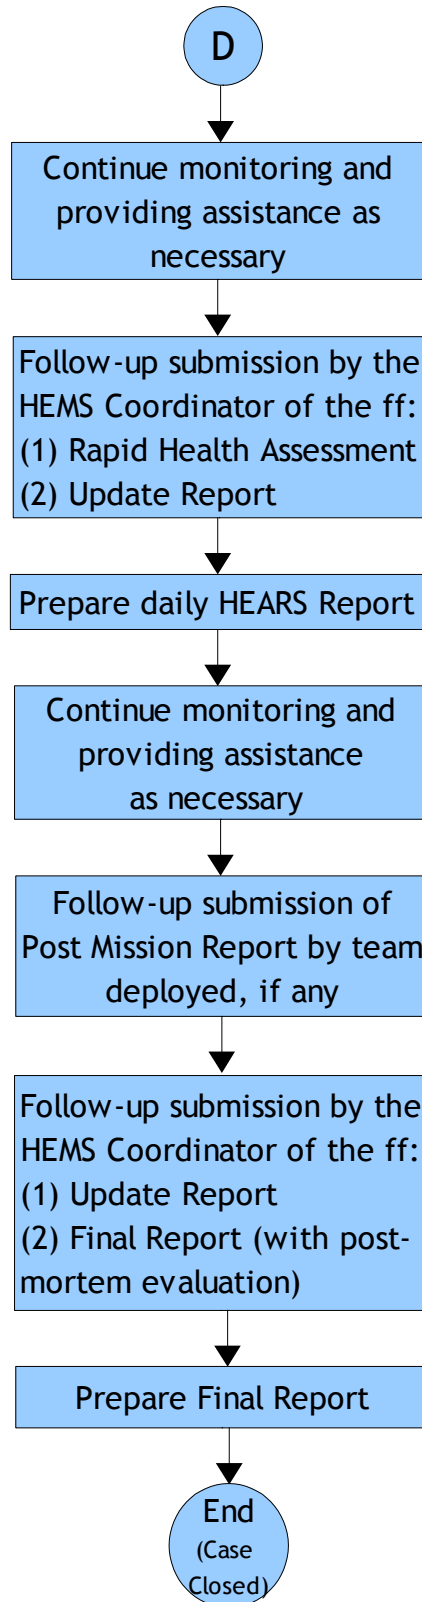 D
Continue monitoring and
providing assistance as
necessary
Follow-up submission by the
HEMS Coordinator of the ff:
(1) Rapid Health Assessment
(2) Update Report
Prepare daily HEARS Report
Continue monitoring and
providing assistance
as necessary
Follow-up submission of
Post Mission Report by team
deployed, if any
Follow-up submission by the
HEMS Coordinator of the ff:
(1) Update Report
(2) Final Report (with post-
mortem evaluation)
Prepare Final Report
End
(Case
Closed)